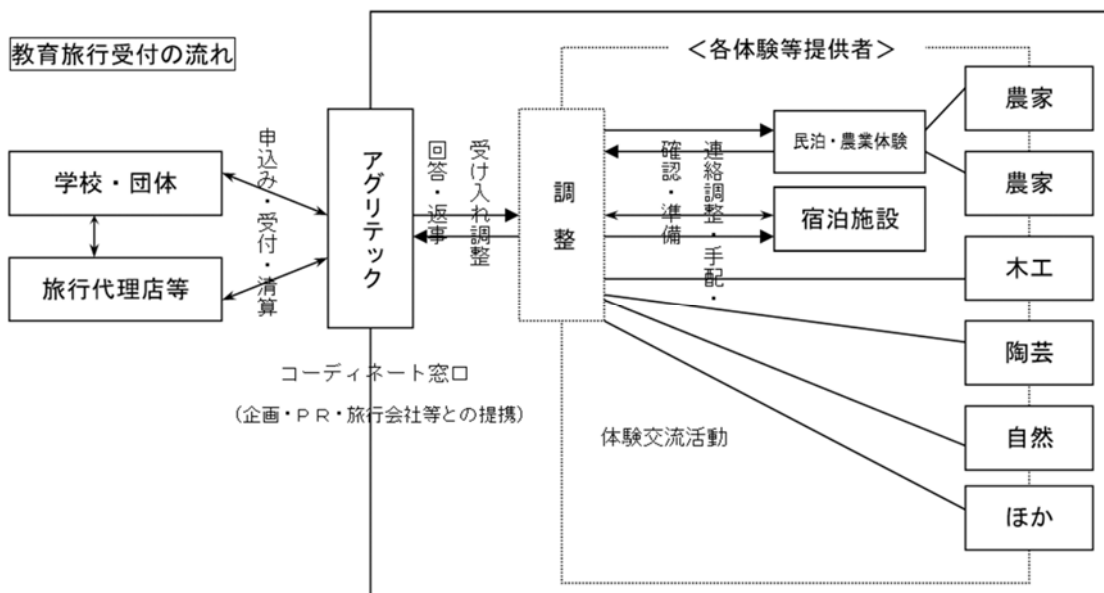 教育旅行受付の流れ
学校・団体
旅行代理店等
申込み・受付・清算
アグリテック
コーディネート窓口
（企画・ＰＲ・旅行会社等との提携）
受け入れ調整
回答・返事
調整
＜各体験等提供者＞
連絡調整・手配・
確認・準備
民泊・農業体験
宿泊施設
体験交流活動
農家
農家
木工
陶芸
自然
ほか